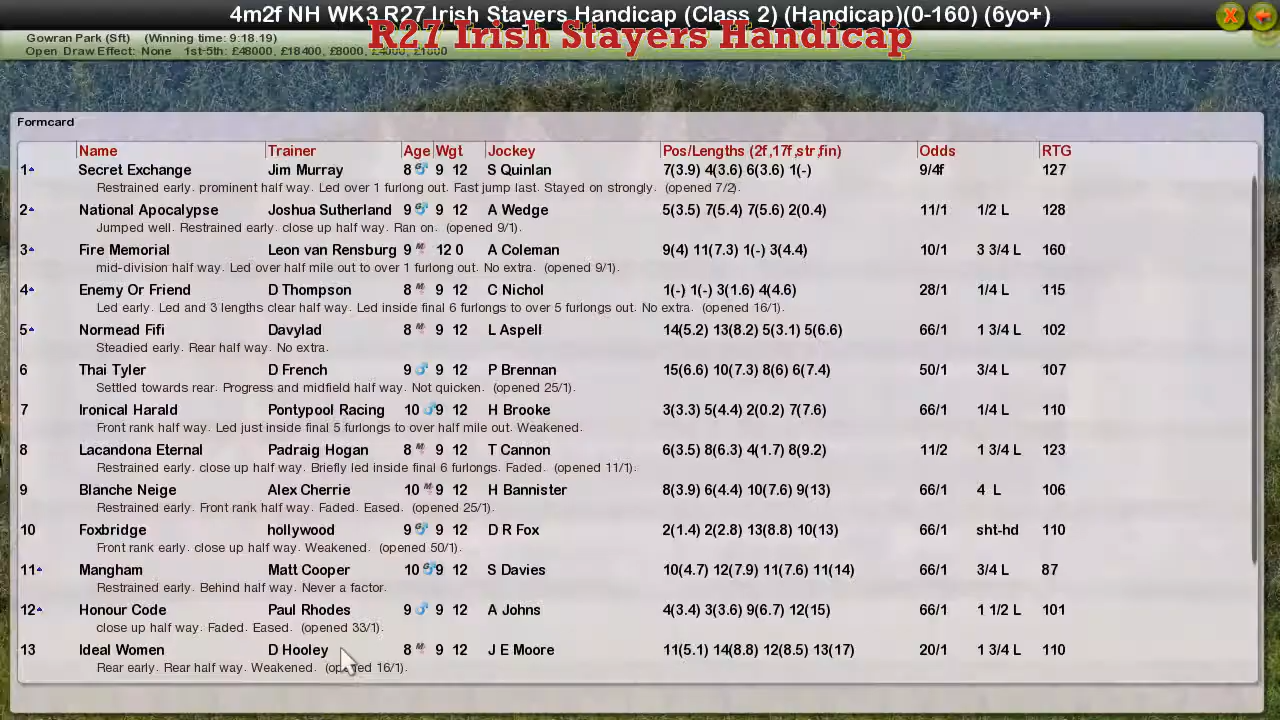 4m2f NH WK3 R27 Irish Stayers Handicap (Class 2) (Handicap)(0-160) (6yo+)
R27 Irish Stayers Handicap
Gowran Park (Sft) (Winning time: 9:18.19)
Open Draw Effect: None 1st-5th: £48000, £18400, £8000, £4000, £1600
Formcard
Name Trainer Age Wgt Jockey Pos/Lengths (2f,17f,str,fin) Odds RTG
1 Secret Exchange Jim Murray 8 9 12 S Quinlan 7(3.9) 4(3.6) 6(3.6) 1(-) 9/4f 127
Restrained early. prominent half way. Led over 1 furlong out. Fast jump last. Stayed on strongly. (opened 7/2).
2 National Apocalypse Joshua Sutherland 9 9 12 A Wedge 5(3.5) 7(5.4) 7(5.6) 2(0.4) 11/1 1/2 L 128
Jumped well. Restrained early. close up half way. Ran on. (opened 9/1).
3 Fire Memorial Leon van Rensburg 9 12 0 A Coleman 9(4) 11(7.3) 1(-) 3(4.4) 10/1 3 3/4 L 160
mid-division half way. Led over half mile out to over 1 furlong out. No extra. (opened 9/1).
4 Enemy Or Friend D Thompson 8 9 12 C Nichol 1(-) 1(-) 3(1.6) 4(4.6) 28/1 1/4 L 115
Led early. Led and 3 lengths clear half way. Led inside final 6 furlongs to over 5 furlongs out. No extra. (opened 16/1).
5 Normead Fifi Davylad 8 9 12 L Aspell 14(5.2) 13(8.2) 5(3.1) 5(6.6) 66/1 1 3/4 L 102
Steadied early. Rear half way. No extra.
6 Thai Tyler D French 9 9 12 P Brennan 15(6.6) 10(7.3) 8(6) 6(7.4) 50/1 3/4 L 107
Settled towards rear. Progress and midfield half way. Not quicken. (opened 25/1).
7 Ironical Harald Pontypool Racing 10 9 12 H Brooke 3(3.3) 5(4.4) 2(0.2) 7(7.6) 66/1 1/4 L 110
Front rank half way. Led just inside final 5 furlongs to over half mile out. Weakened.
8 Lacandona Eternal Padraig Hogan 8 9 12 T Cannon 6(3.5) 8(6.3) 4(1.7) 8(9.2) 11/2 1 3/4 L 123
Restrained early. close up half way. Briefly led inside final 6 furlongs. Faded. (opened 11/1).
9 Blanche Neige Alex Cherrie 10 9 12 H Bannister 8(3.9) 6(4.4) 10(7.6) 9(13) 66/1 4 L 106
Restrained early. Front rank half way. Faded. Eased. (opened 25/1).
10 Foxbridge hollywood 9 9 12 D R Fox 2(1.4) 2(2.8) 13(8.8) 10(13) 66/1 sht-hd 110
Front rank early. close up half way. Weakened. (opened 50/1).
11 Mangham Matt Cooper 10 9 12 S Davies 10(4.7) 12(7.9) 11(7.6) 11(14) 66/1 3/4 L 87
Restrained early. Behind half way. Never a factor.
12 Honour Code Paul Rhodes 9 9 12 A Johns 4(3.4) 3(3.6) 9(6.7) 12(15) 66/1 1 1/2 L 101
close up half way. Faded. Eased. (opened 33/1).
13 Ideal Women D Hooley 8 9 12 J E Moore 11(5.1) 14(8.8) 12(8.5) 13(17) 20/1 1 3/4 L 110
Rear early. Rear half way. Weakened. (opened 16/1).